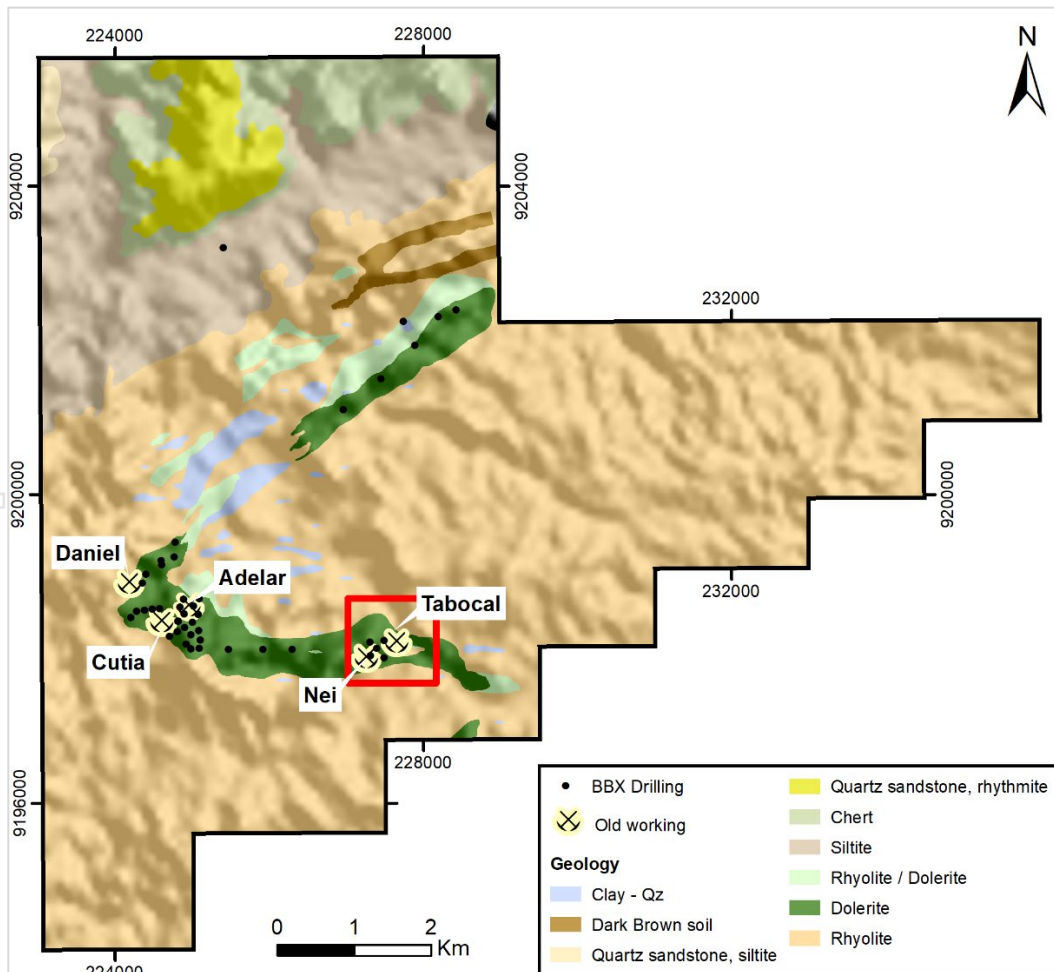 224000
228000
N
9204000
9204000
232000
9200000
9200000
Daniel
Adelar
Tabocal
232000
Cutia
Nei
228000
9196000
0
2
Km
224000
BBX Drilling
Old working
Geology
Clay - Qz
Dark Brown soil
Quartz sandstone, siltite
Quartz sandstone, rhythmite
Chert
Siltite
Rhyolite / Dolerite
Dolerite
Rhyolite